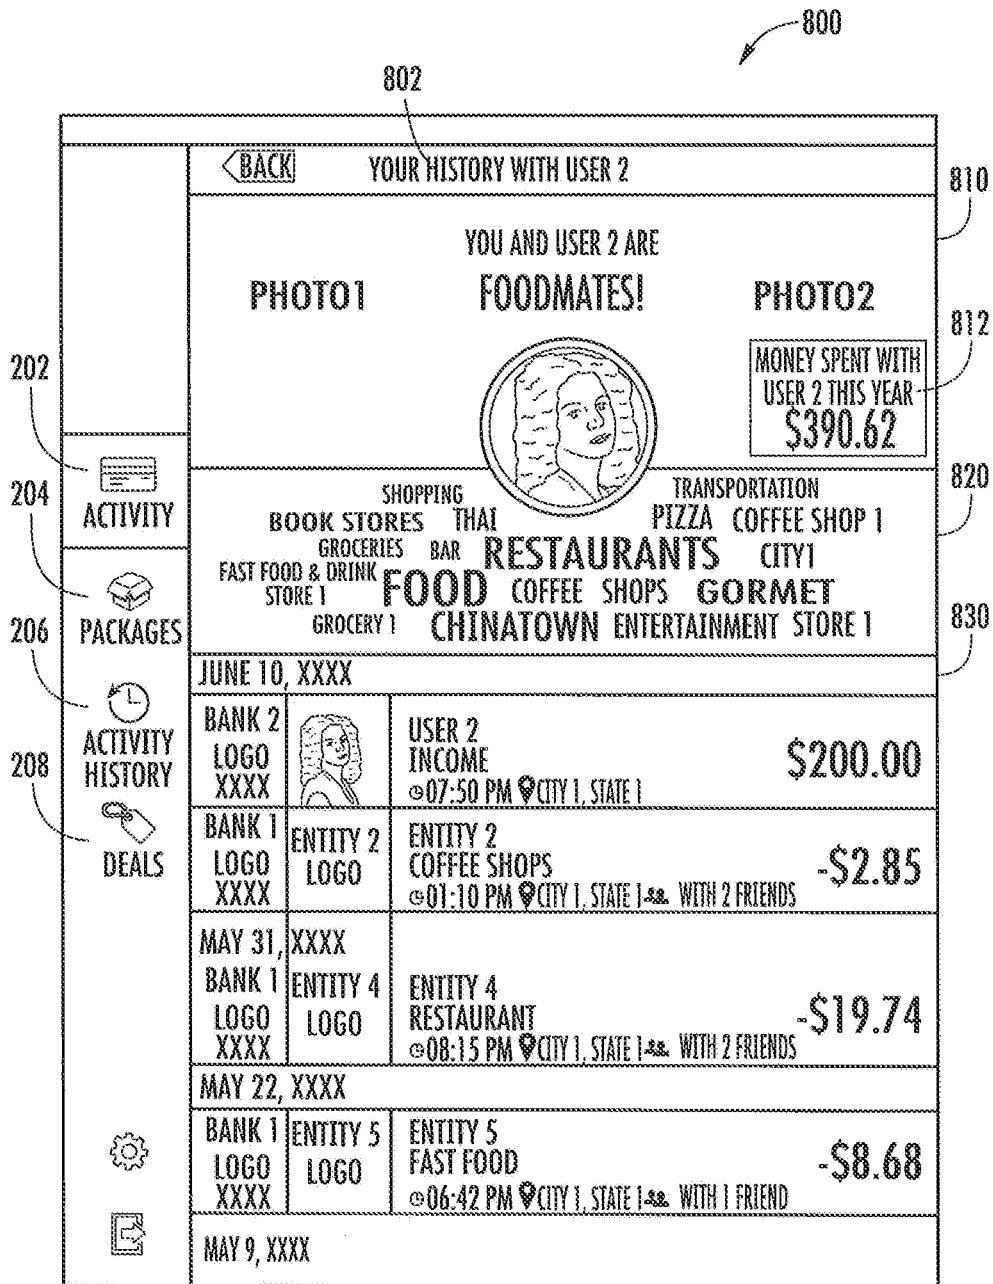 800
802
BACK
YOUR HISTORY WITH USER 2
810
YOU AND USER 2 ARE
PHOTO1
FOODMATES!
PHOTO2
812
MONEY SPENT WITH
USER 2 THIS YEAR
$390.62
202
ACTIVITY
204
PACKAGES
206
ACTIVITY
HISTORY
208
DEALS
820
SHOPPING
TRANSPORTATION
BOOK STORES THAI
PIZZA COFFEE SHOP 1
GROCERIES BAR RESTAURANTS CITY1
FAST FOOD & DRINK
STORE 1
FOOD COFFEE SHOPS GORMET
GROCERY 1 CHINATOWN ENTERTAINMENT STORE 1
830
JUNE 10, XXXX
BANK 2
LOGO
XXXX
USER 2
INCOME
07:50 PM CITY 1, STATE 1
$200.00
BANK 1
LOGO
XXXX
ENTITY 2
LOGO
ENTITY 2
COFFEE SHOPS
01:10 PM CITY 1, STATE 1 WITH 2 FRIENDS
-$2.85
MAY 31, XXXX
BANK 1
LOGO
XXXX
ENTITY 4
LOGO
ENTITY 4
RESTAURANT
08:15 PM CITY 1, STATE 1 WITH 2 FRIENDS
-$19.74
MAY 22, XXXX
BANK 1
LOGO
XXXX
ENTITY 5
LOGO
ENTITY 5
FAST FOOD
06:42 PM CITY 1, STATE 1 WITH 1 FRIEND
-$8.68
MAY 9, XXXX